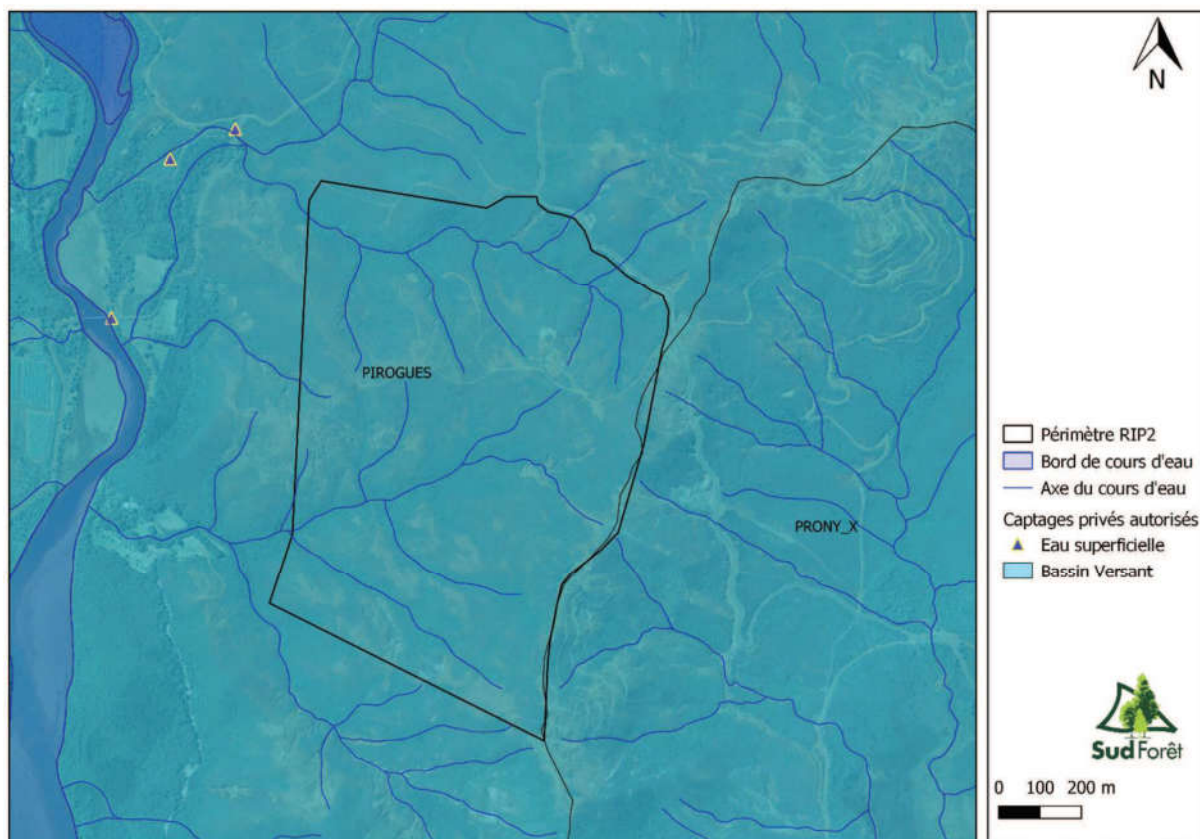 PIROGUES
PRONY_X
N
Périmètre RIP2
Bord de cours d'eau
Axe du cours d'eau
Captages privés autorisés
Eau superficielle
Bassin Versant
Sud Forêt
0 100 200 m